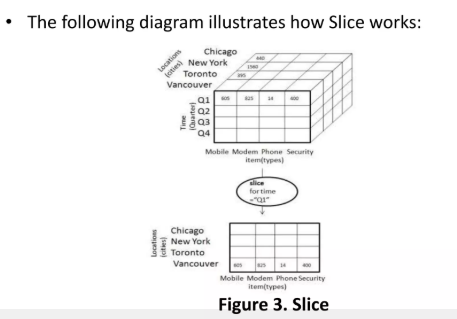 • The following diagram illustrates how Slice works:
Locations (cities)
Chicago
New York
Toronto
Vancouver
440
1560
395
Time (Quarter)
Q1 605 825 14 400
Q2
Q3
Q4
Mobile Modem Phone Security
item(types)
slice
for time
="Q1"
Locations (cities)
Chicago
New York
Toronto
Vancouver 605 825 14 400
Mobile Modem Phone Security
item(types)
Figure 3. Slice